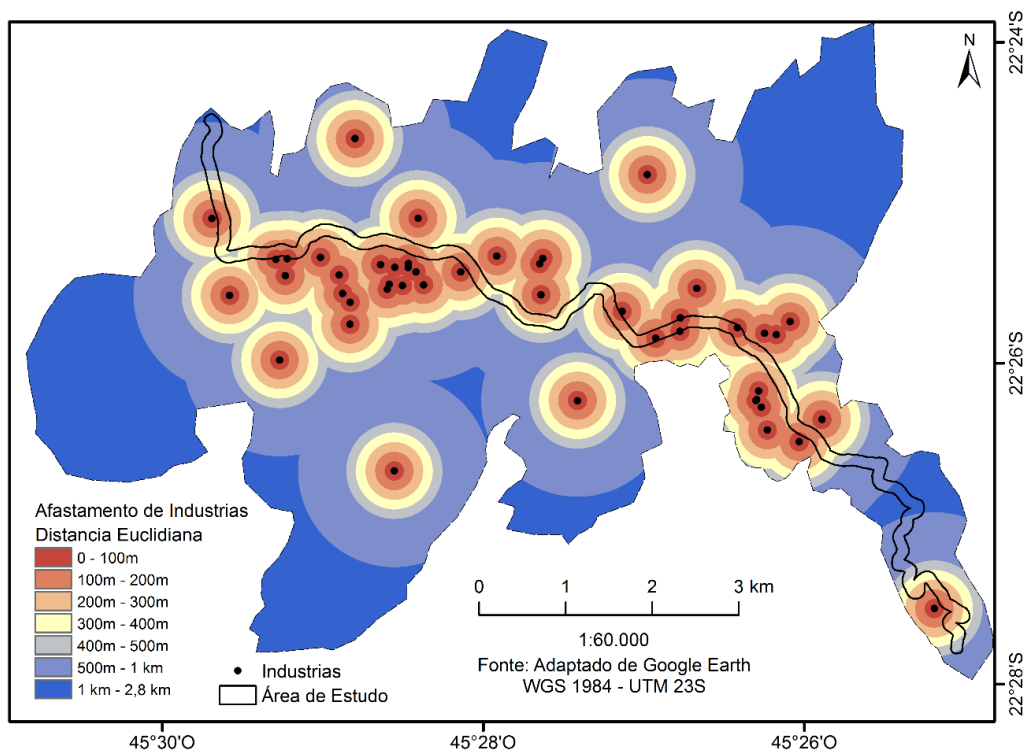 22°24'S
N
22°26'S
Afastamento de Industrias
Distancia Euclidiana
0 - 100m
100m - 200m
200m - 300m
300m - 400m
400m - 500m
500m - 1 km
1 km - 2,8 km
Industrias
Área de Estudo
0 1 2 3 km
1:60.000
Fonte: Adaptado de Google Earth
WGS 1984 - UTM 23S
22°28'S
45°30'O 45°28'O 45°26'O